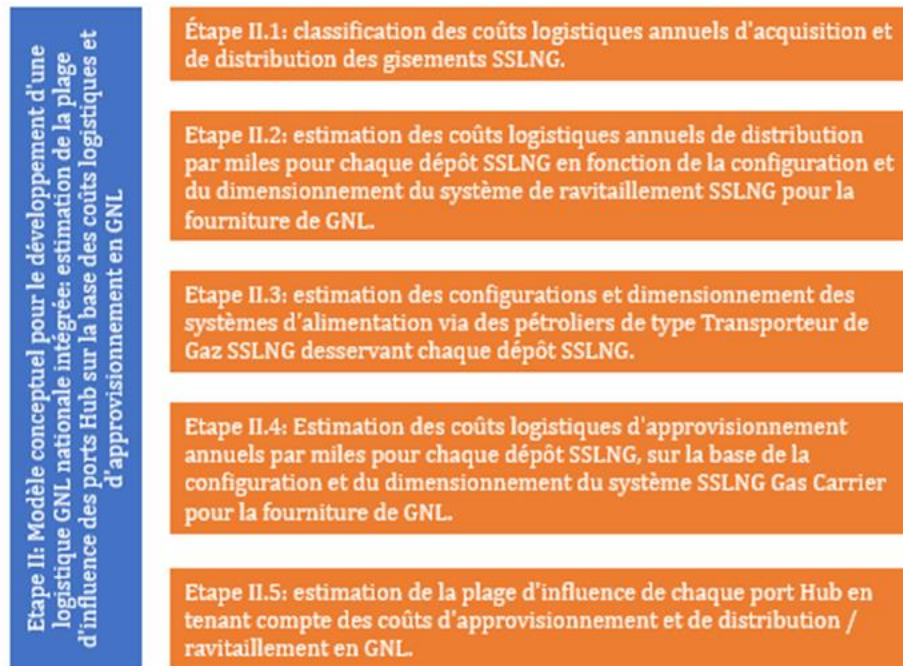 Etape II: Modèle conceptuel pour le développement d'une
logistique GNL nationale intégrée: estimation de la plage
d'influence des ports Hub sur la base des coûts logistiques et
d'approvisionnement en GNL
Étape II.1: classification des coûts logistiques annuels d'acquisition et
de distribution des gisements SSLNG.
Etape II.2: estimation des coûts logistiques annuels de distribution
par miles pour chaque dépôt SSLNG en fonction de la configuration et
du dimensionnement du système de ravitaillement SSLNG pour la
fourniture de GNL.
Etape II.3: estimation des configurations et dimensionnement des
systèmes d'alimentation via des pétroliers de type Transporteur de
Gaz SSLNG desservant chaque dépôt SSLNG.
Etape II.4: Estimation des coûts logistiques d'approvisionnement
annuels par miles pour chaque dépôt SSLNG, sur la base de la
configuration et du dimensionnement du système SSLNG Gas Carrier
pour la fourniture de GNL.
Etape II.5: estimation de la plage d'influence de chaque port Hub en
tenant compte des coûts d'approvisionnement et de distribution /
ravitaillement en GNL.